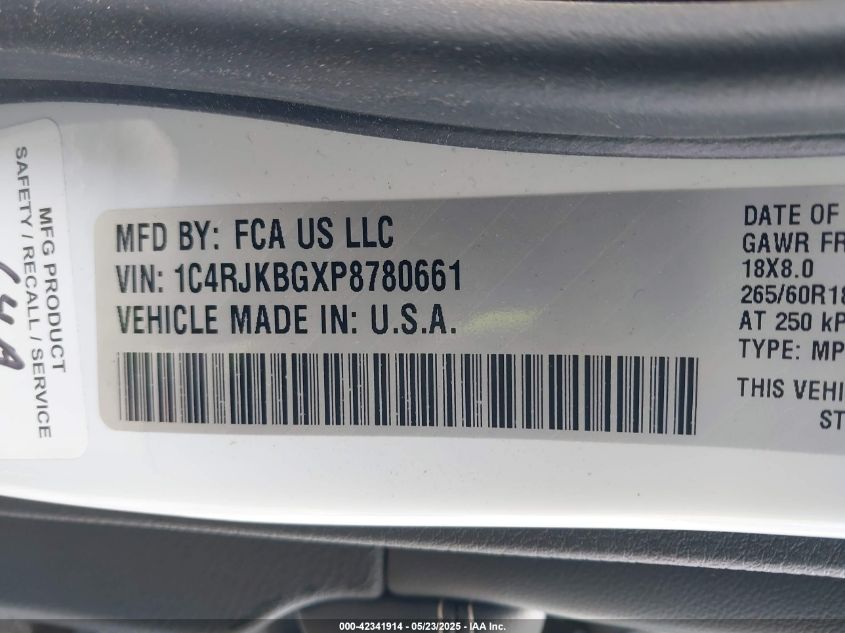 MFG PRODUCT
SAFETY / RECALL / SERVICE
MFD BY: FCA US LLC
VIN: 1C4RJKBGXP8780661
VEHICLE MADE IN: U.S.A.
DATE OF
GAWR FR
18X8.0
265/60R18
AT 250 kP
TYPE: MP
THIS VEHI
ST
000-42341914 - 05/23/2025 - IAA Inc.